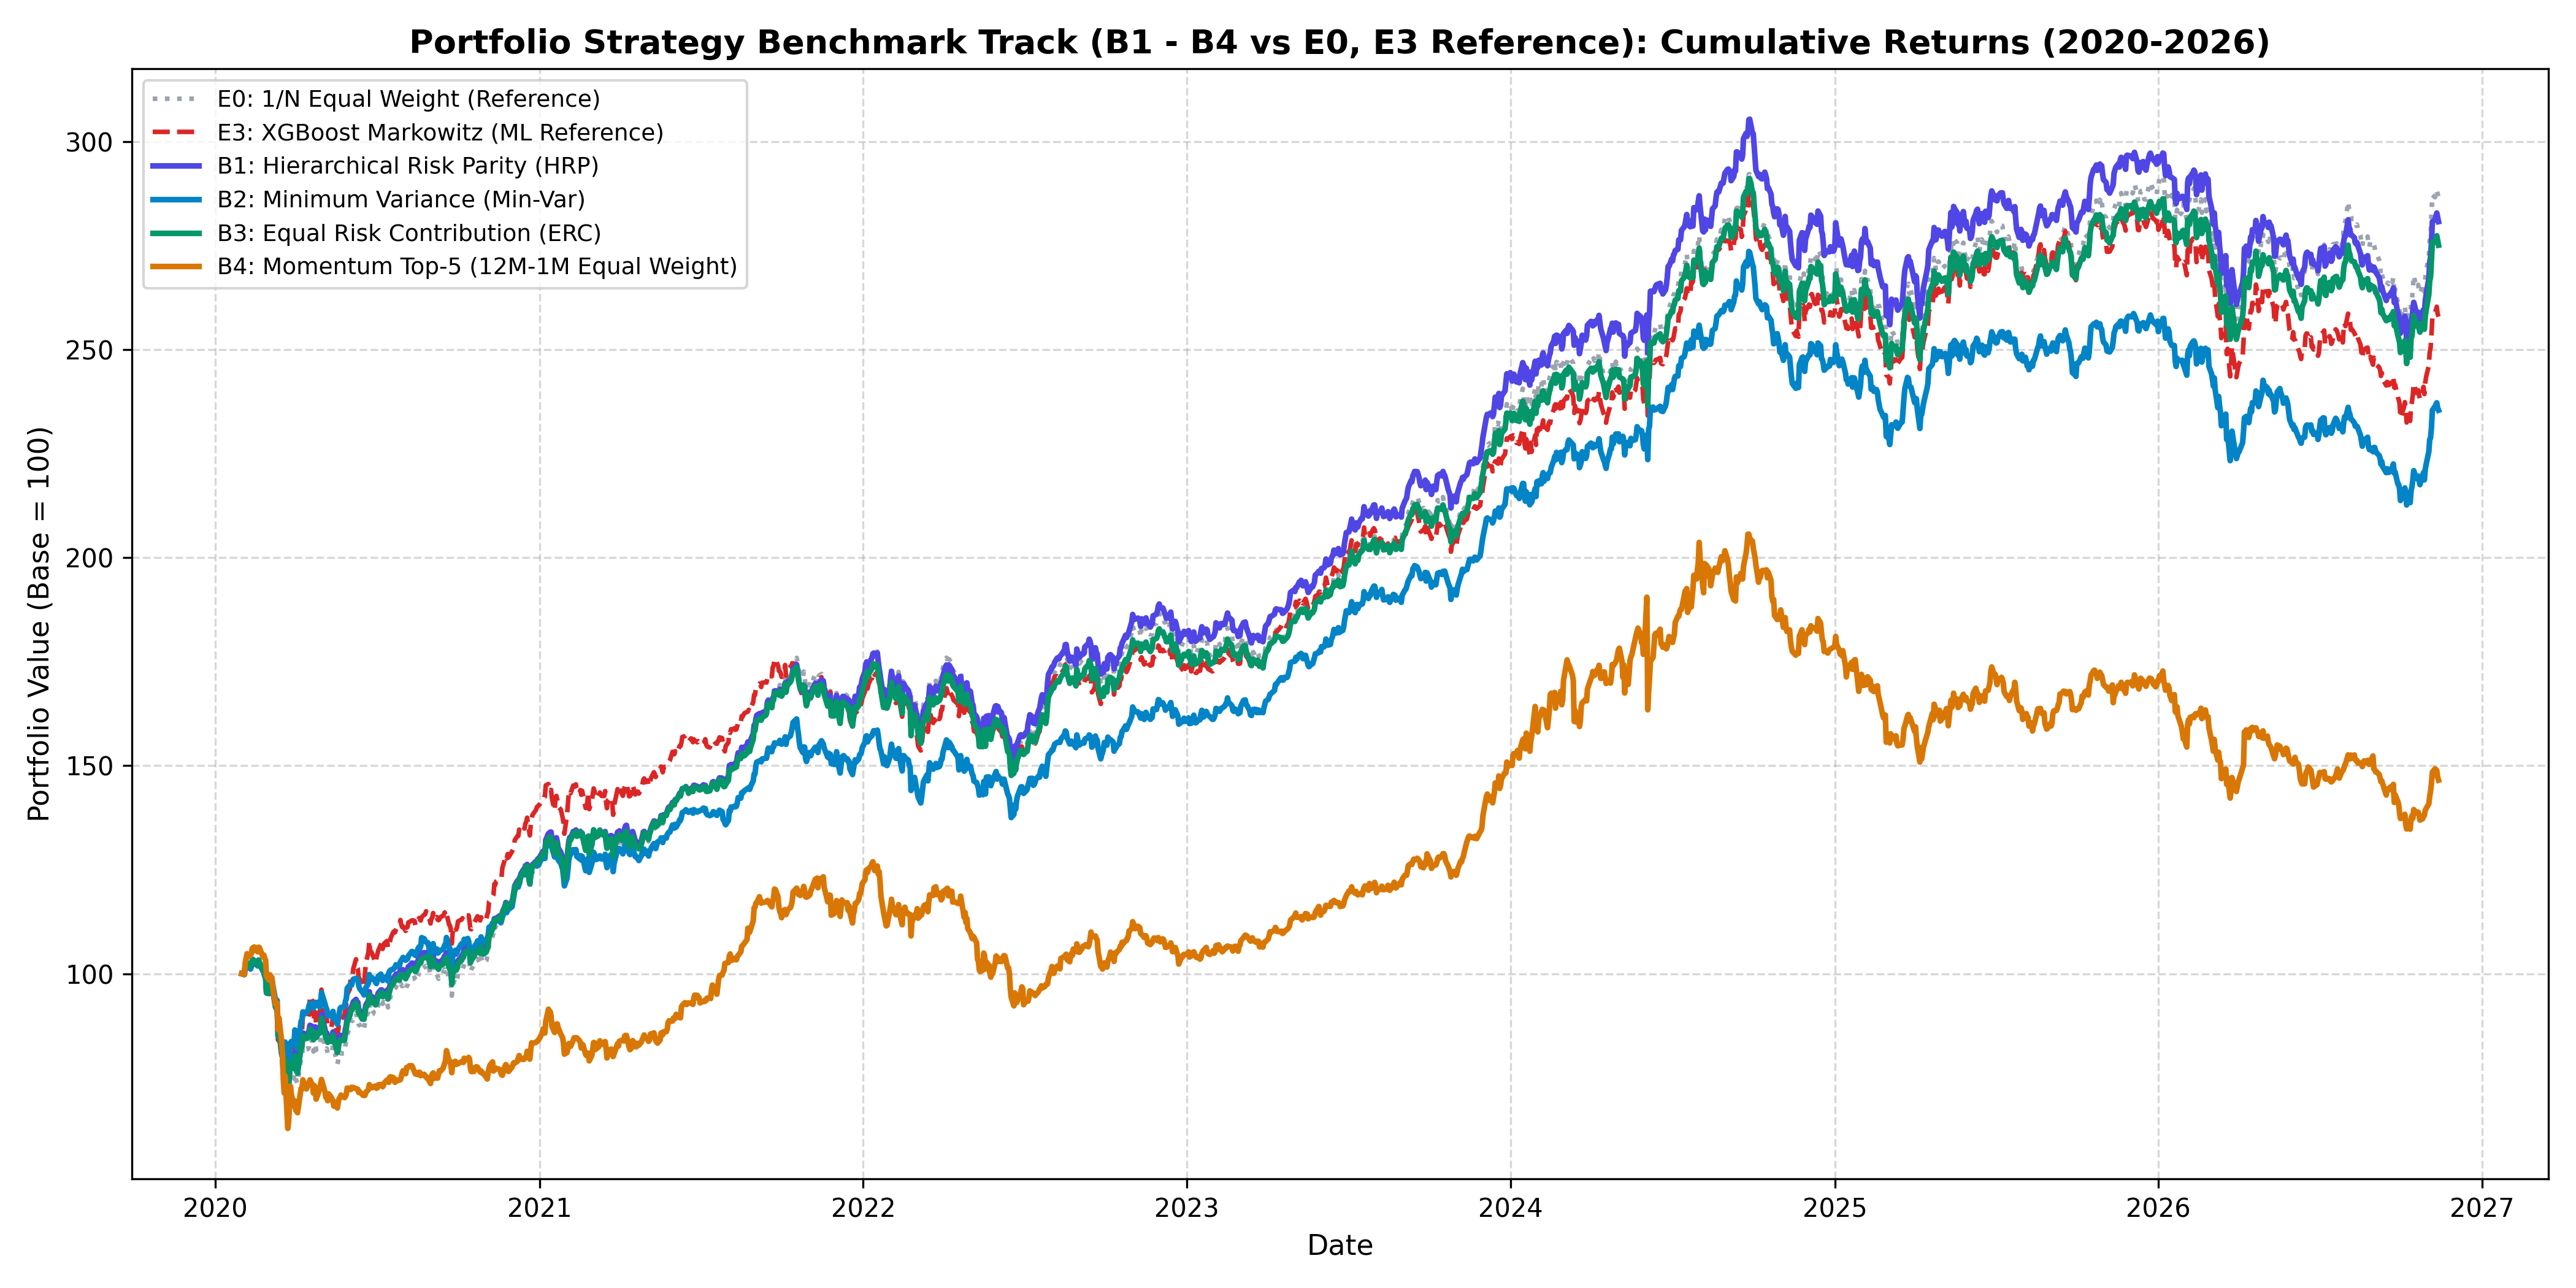 Portfolio Strategy Benchmark Track (B1 - B4 vs E0, E3 Reference): Cumulative Returns (2020-2026)
E0: 1/N Equal Weight (Reference)
E3: XGBoost Markowitz (ML Reference)
B1: Hierarchical Risk Parity (HRP)
B2: Minimum Variance (Min-Var)
B3: Equal Risk Contribution (ERC)
B4: Momentum Top-5 (12M-1M Equal Weight)
Portfolio Value (Base = 100)
300
250
200
150
100
2020 2021 2022 2023 2024 2025 2026 2027
Date